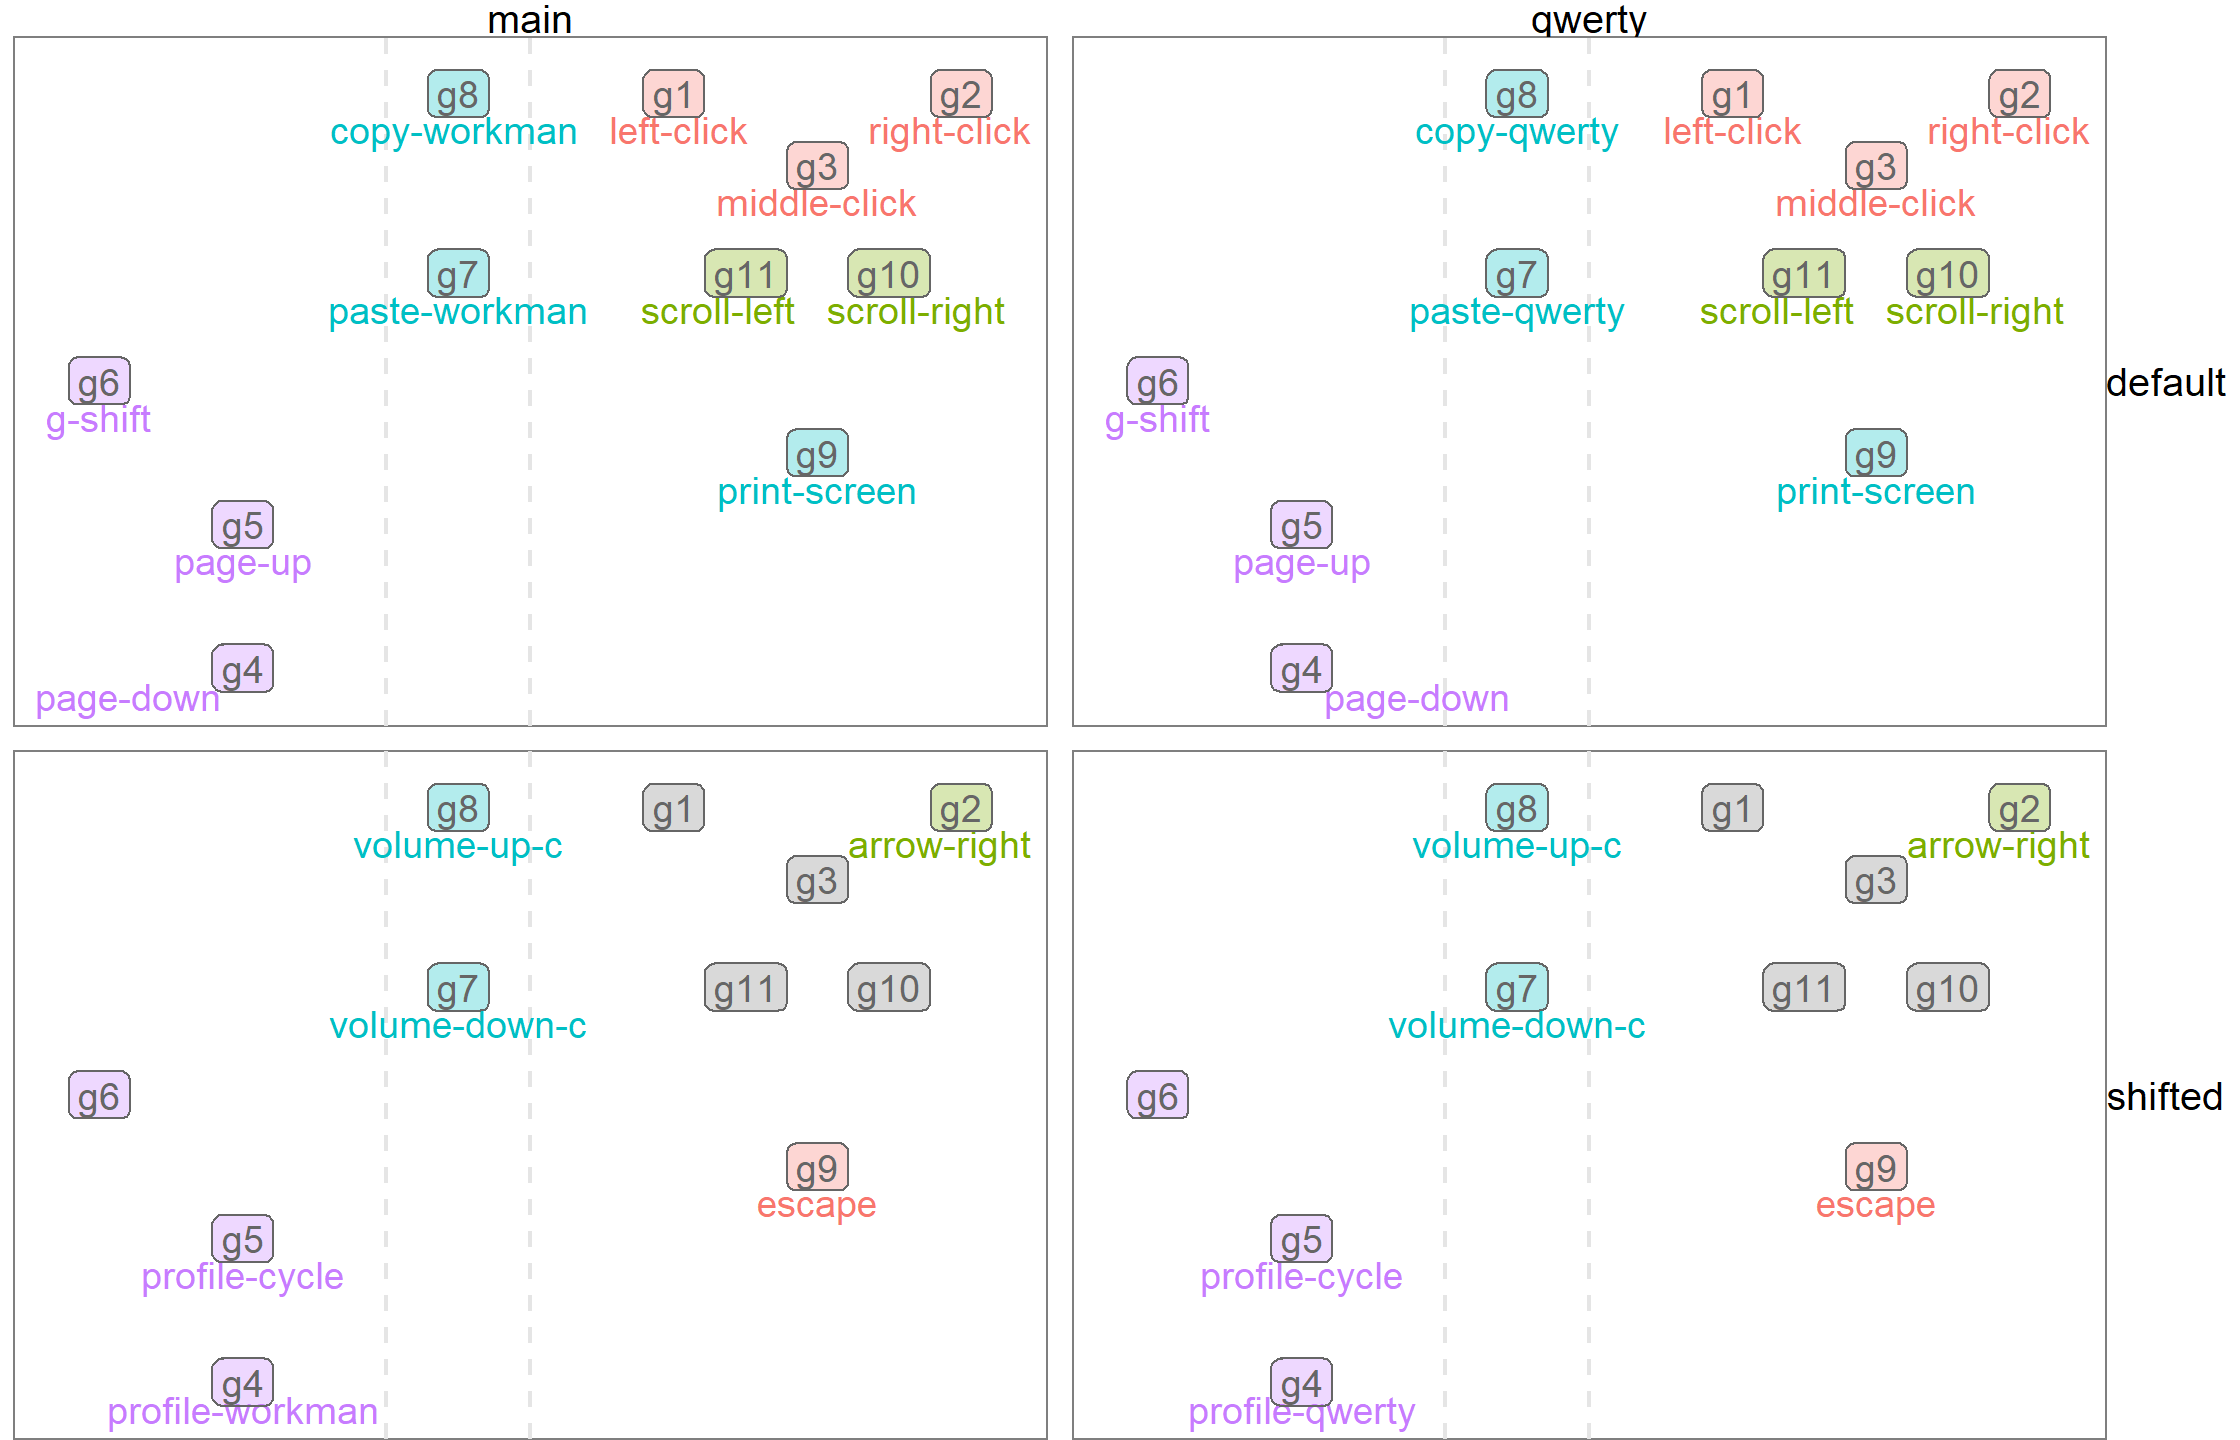 main
qwerty
g8
g1
g2
copy-workman
left-click
right-click
g3
middle-click
g7
g11
g10
paste-workman
scroll-left
scroll-right
g6
g-shift
g9
print-screen
g5
page-up
g4
page-down
g8
g1
g2
copy-qwerty
left-click
right-click
g3
middle-click
g7
g11
g10
paste-qwerty
scroll-left
scroll-right
g6
g-shift
g9
print-screen
g5
page-up
g4
page-down
default
g8
g1
g2
volume-up-c
arrow-right
g3
g7
g11
g10
volume-down-c
g6
g9
escape
g5
profile-cycle
g4
profile-workman
g8
g1
g2
volume-up-c
arrow-right
g3
g7
g11
g10
volume-down-c
g6
g9
escape
g5
profile-cycle
g4
profile-qwerty
shifted